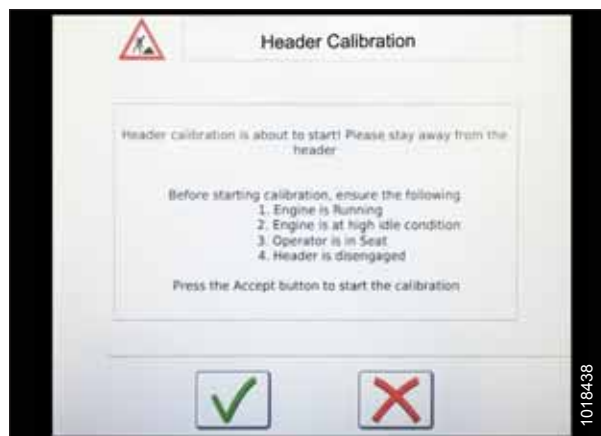 Header Calibration
Header calibration is about to start! Please stay away from the
header
Before starting calibration, ensure the following
1. Engine is Running
2. Engine is at high idle condition
3. Operator is in Seat
4. Header is disengaged
Press the Accept button to start the calibration
1018438